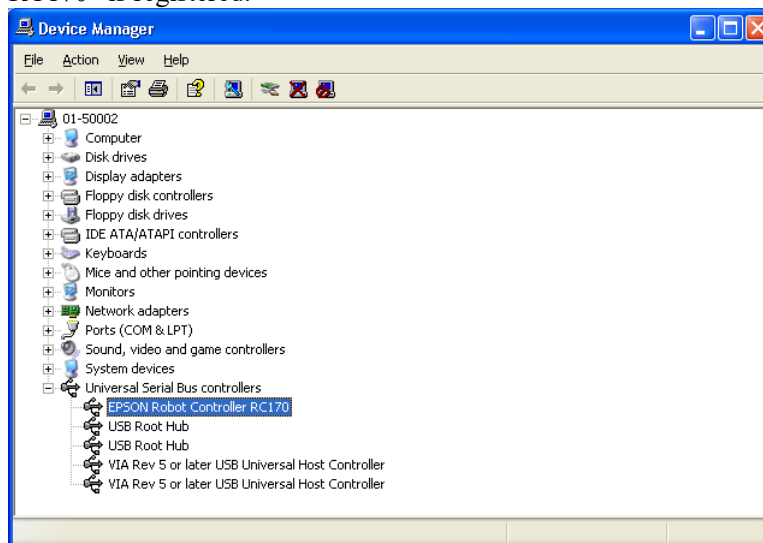 Device Manager
File Action View Help
01-50002
Computer
Disk drives
Display adapters
Floppy disk controllers
Floppy disk drives
IDE ATA/ATAPI controllers
Keyboards
Mice and other pointing devices
Monitors
Network adapters
Ports (COM & LPT)
Sound, video and game controllers
System devices
Universal Serial Bus controllers
EPSON Robot Controller RC170
USB Root Hub
USB Root Hub
VIA Rev 5 or later USB Universal Host Controller
VIA Rev 5 or later USB Universal Host Controller